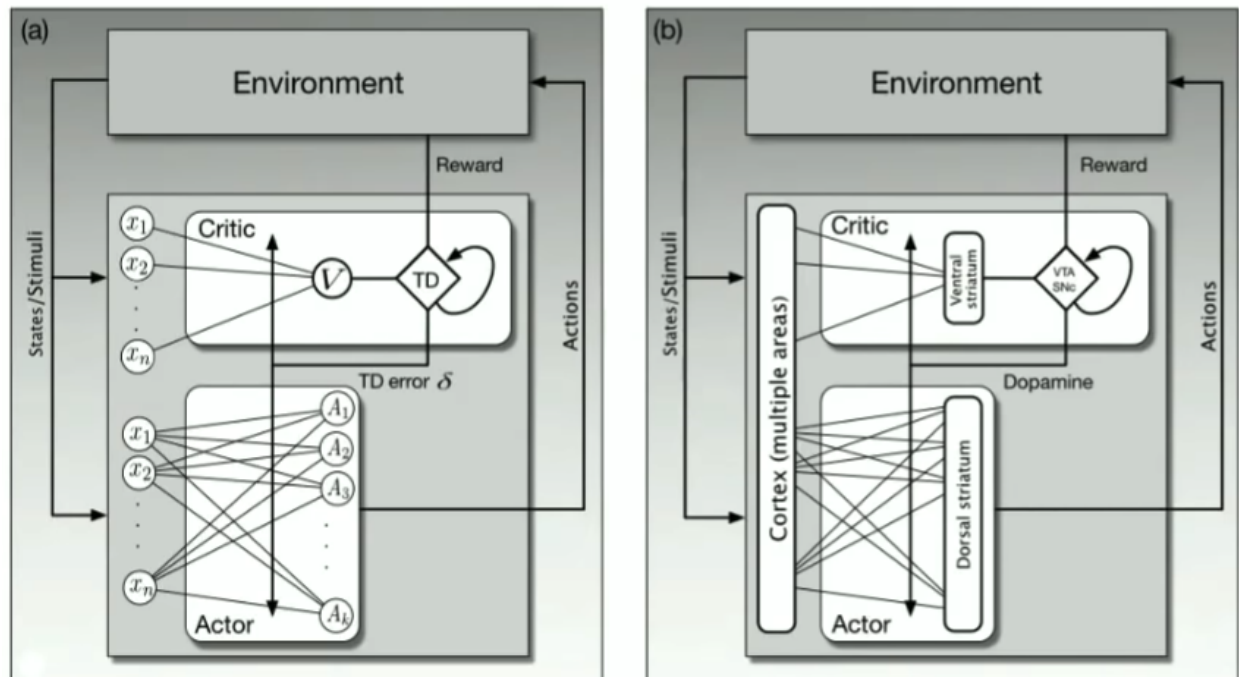 (a)
Environment
Reward
States/Stimuli
Actions
x1
x2
xn
Critic
V
TD
TD error δ
x1
x2
xn
A1
A2
A3
Ak
Actor
(b)
Environment
Reward
States/Stimuli
Actions
Cortex (multiple areas)
Critic
Ventral
striatum
VTA
SNc
Dopamine
Dorsal striatum
Actor